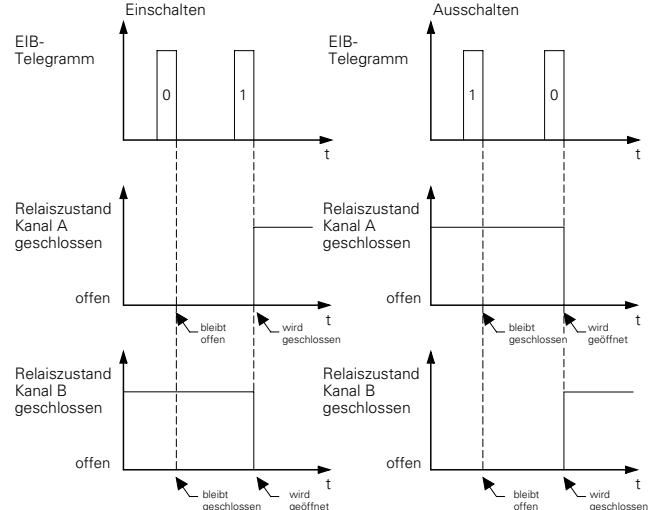 Einschalten
EIB-
Telegramm
0
1
t
Relaiszustand
Kanal A
geschlossen
offen
t
bleibt
offen
wird
geschlossen
Relaiszustand
Kanal B
geschlossen
offen
t
bleibt
geschlossen
wird
geöffnet
Ausschalten
EIB-
Telegramm
1
0
t
Relaiszustand
Kanal A
geschlossen
offen
t
bleibt
geschlossen
wird
geöffnet
Relaiszustand
Kanal B
geschlossen
offen
t
bleibt
offen
wird
geschlossen